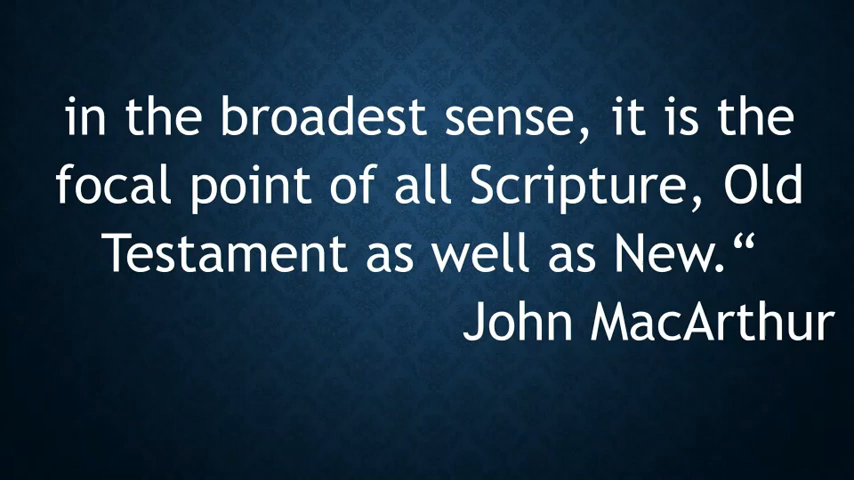 in the broadest sense, it is the
focal point of all Scripture, Old
Testament as well as New.“
John MacArthur